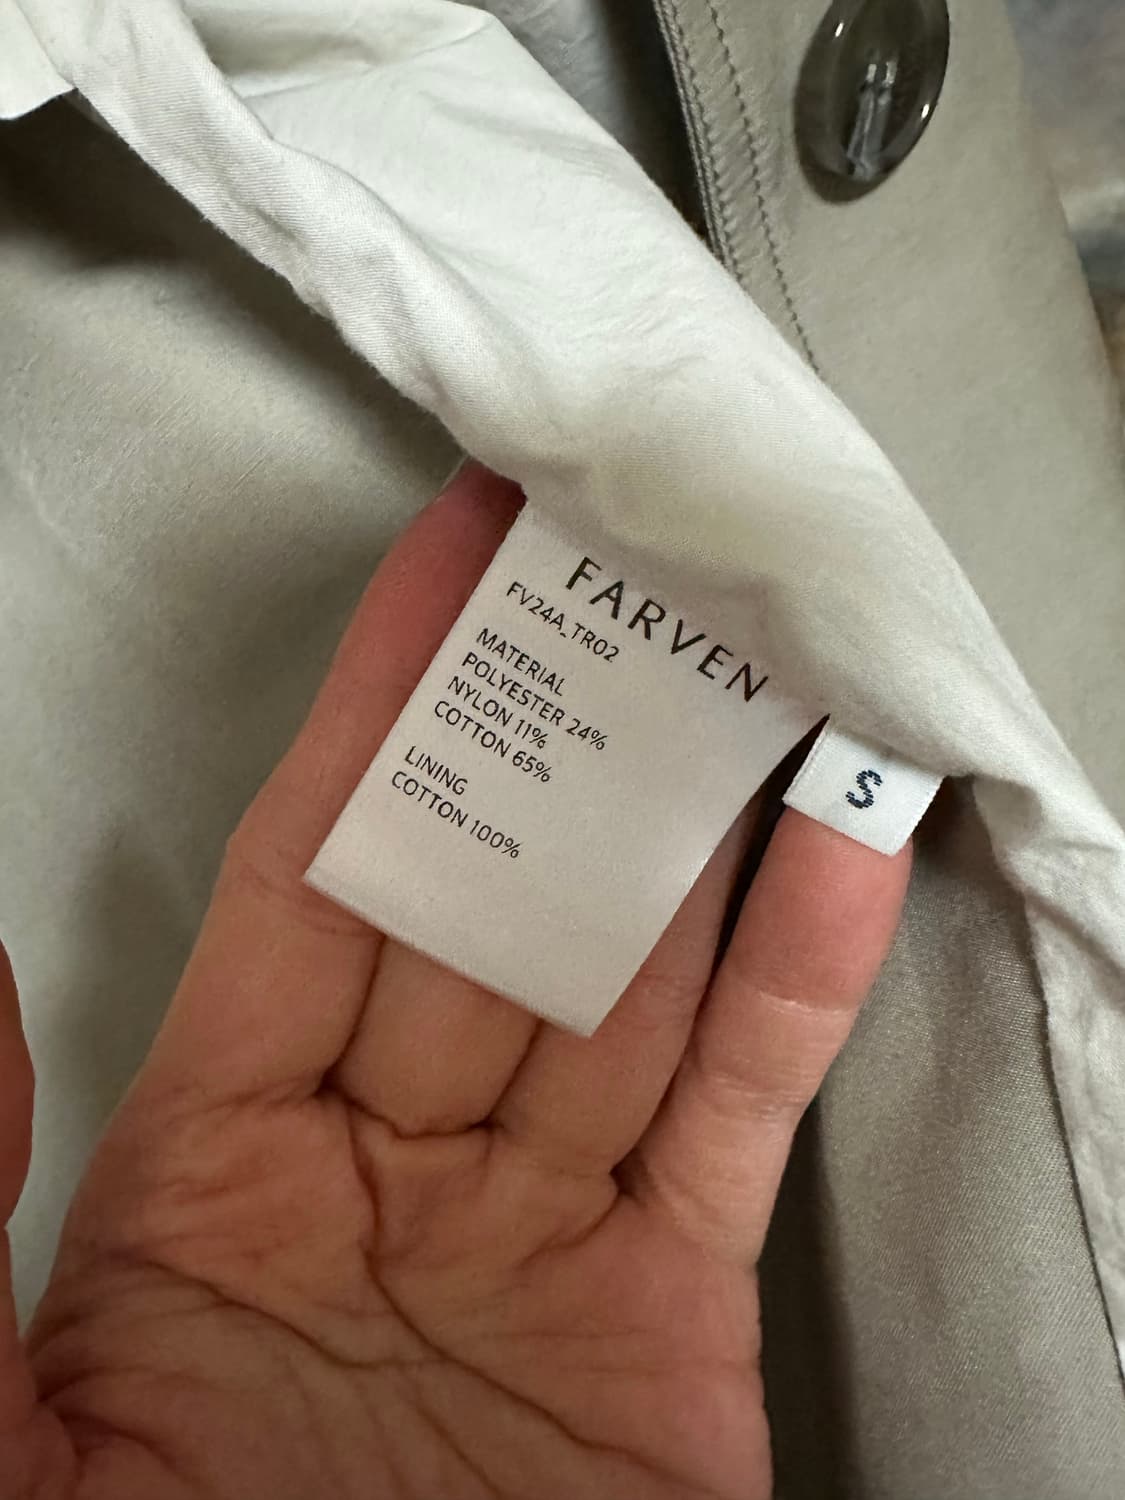 FARVEN
FV24A_TR02
MATERIAL
POLYESTER 24%
NYLON 11%
COTTON 65%
LINING
COTTON 100%
S